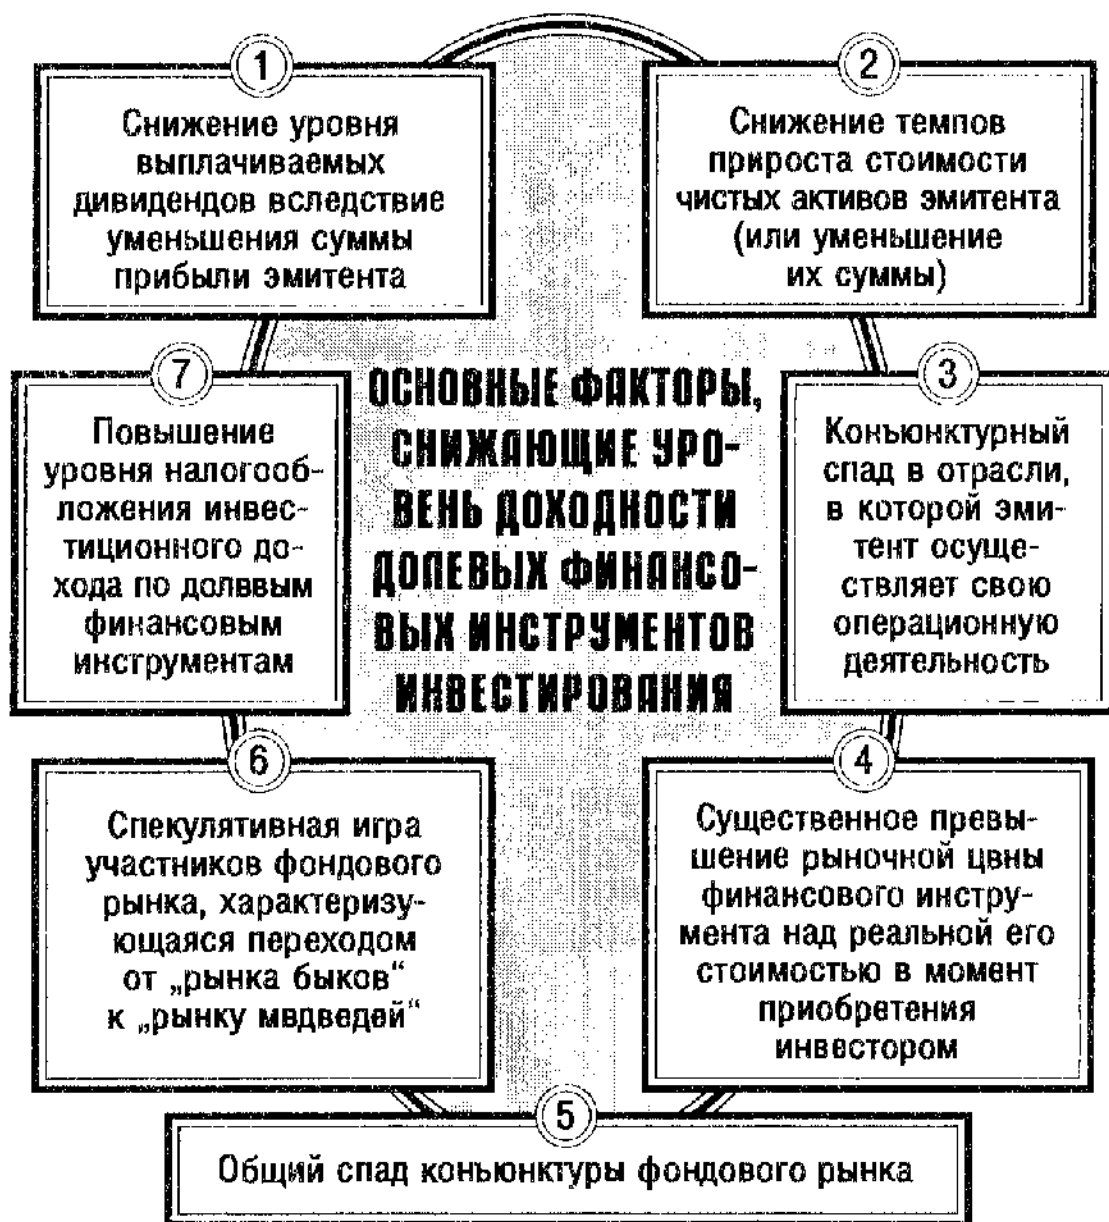 1
Снижение уровня
выплачиваемых
дивидендов вследствие
уменьшения суммы
прибыли эмитента
2
Снижение темпов
прироста стоимости
чистых активов эмитента
(или уменьшение
их суммы)
ОСНОВНЫЕ ФАКТОРЫ,
СНИЖАЮЩИЕ УРО-
ВЕНЬ ДОХОДНОСТИ
ДОЛЕВЫХ ФИНАНСО-
ВЫХ ИНСТРУМЕНТОВ
ИНВЕСТИРОВАНИЯ
3
Конъюнктурный
спад в отрасли,
в которой эми-
тент осуще-
ствляет свою
операционную
деятельность
4
Существенное превы-
шение рыночной цвны
финансового инстру-
мента над реальной его
стоимостью в момент
приобретения
инвестором
5
Общий спад коньюнктуры фондового рынка
6
Спекулятивная игра
участников фондового
рынка, характеризу-
ющаяся переходом
от „рынка быков“
к „рынку мвдведей“
7
Повышение
уровня налогооб-
ложения инвес-
тиционного до-
хода по долввым
финансовым
инструментам